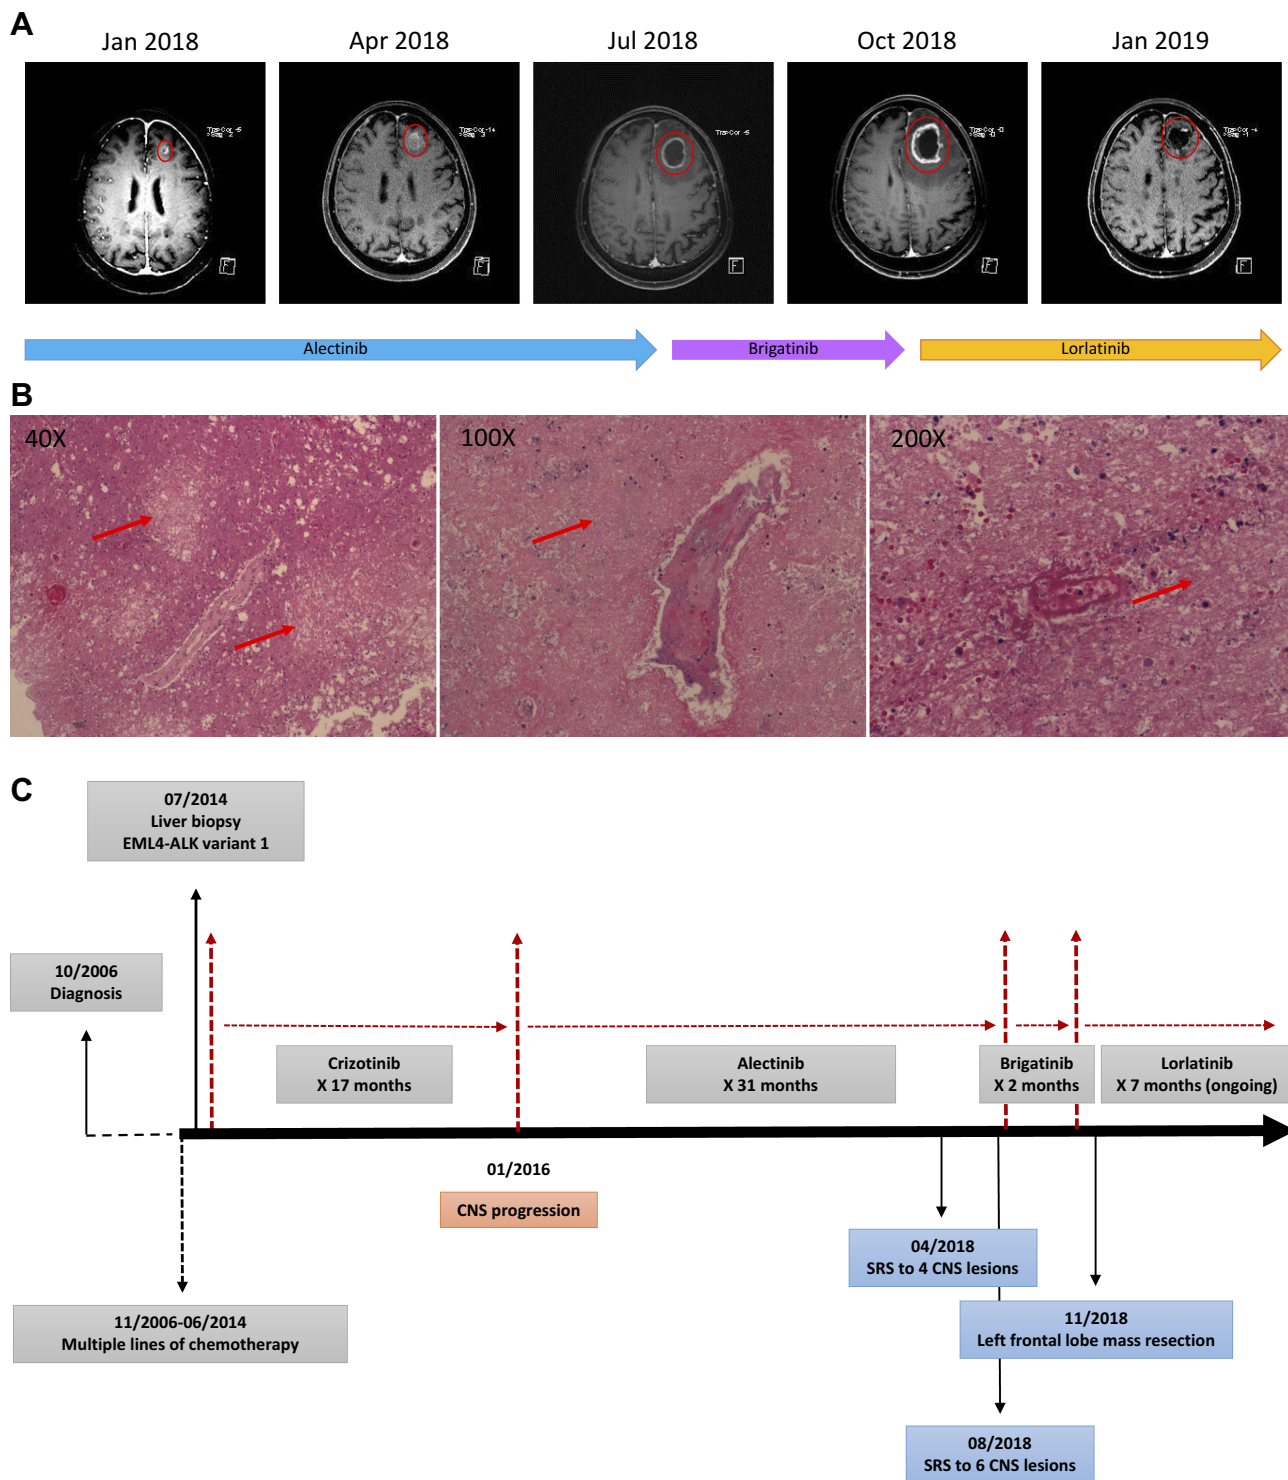 A
Jan 2018
Apr 2018
Jul 2018
Oct 2018
Jan 2019
F
F
F
F
F
Alectinib
Brigatinib
Lorlatinib
B
40X
100X
200X
C
07/2014
Liver biopsy
EML4-ALK variant 1
10/2006
Diagnosis
Crizotinib
X 17 months
Alectinib
X 31 months
Brigatinib
X 2 months
Lorlatinib
X 7 months (ongoing)
01/2016
CNS progression
04/2018
SRS to 4 CNS lesions
11/2006-06/2014
Multiple lines of chemotherapy
11/2018
Left frontal lobe mass resection
08/2018
SRS to 6 CNS lesions